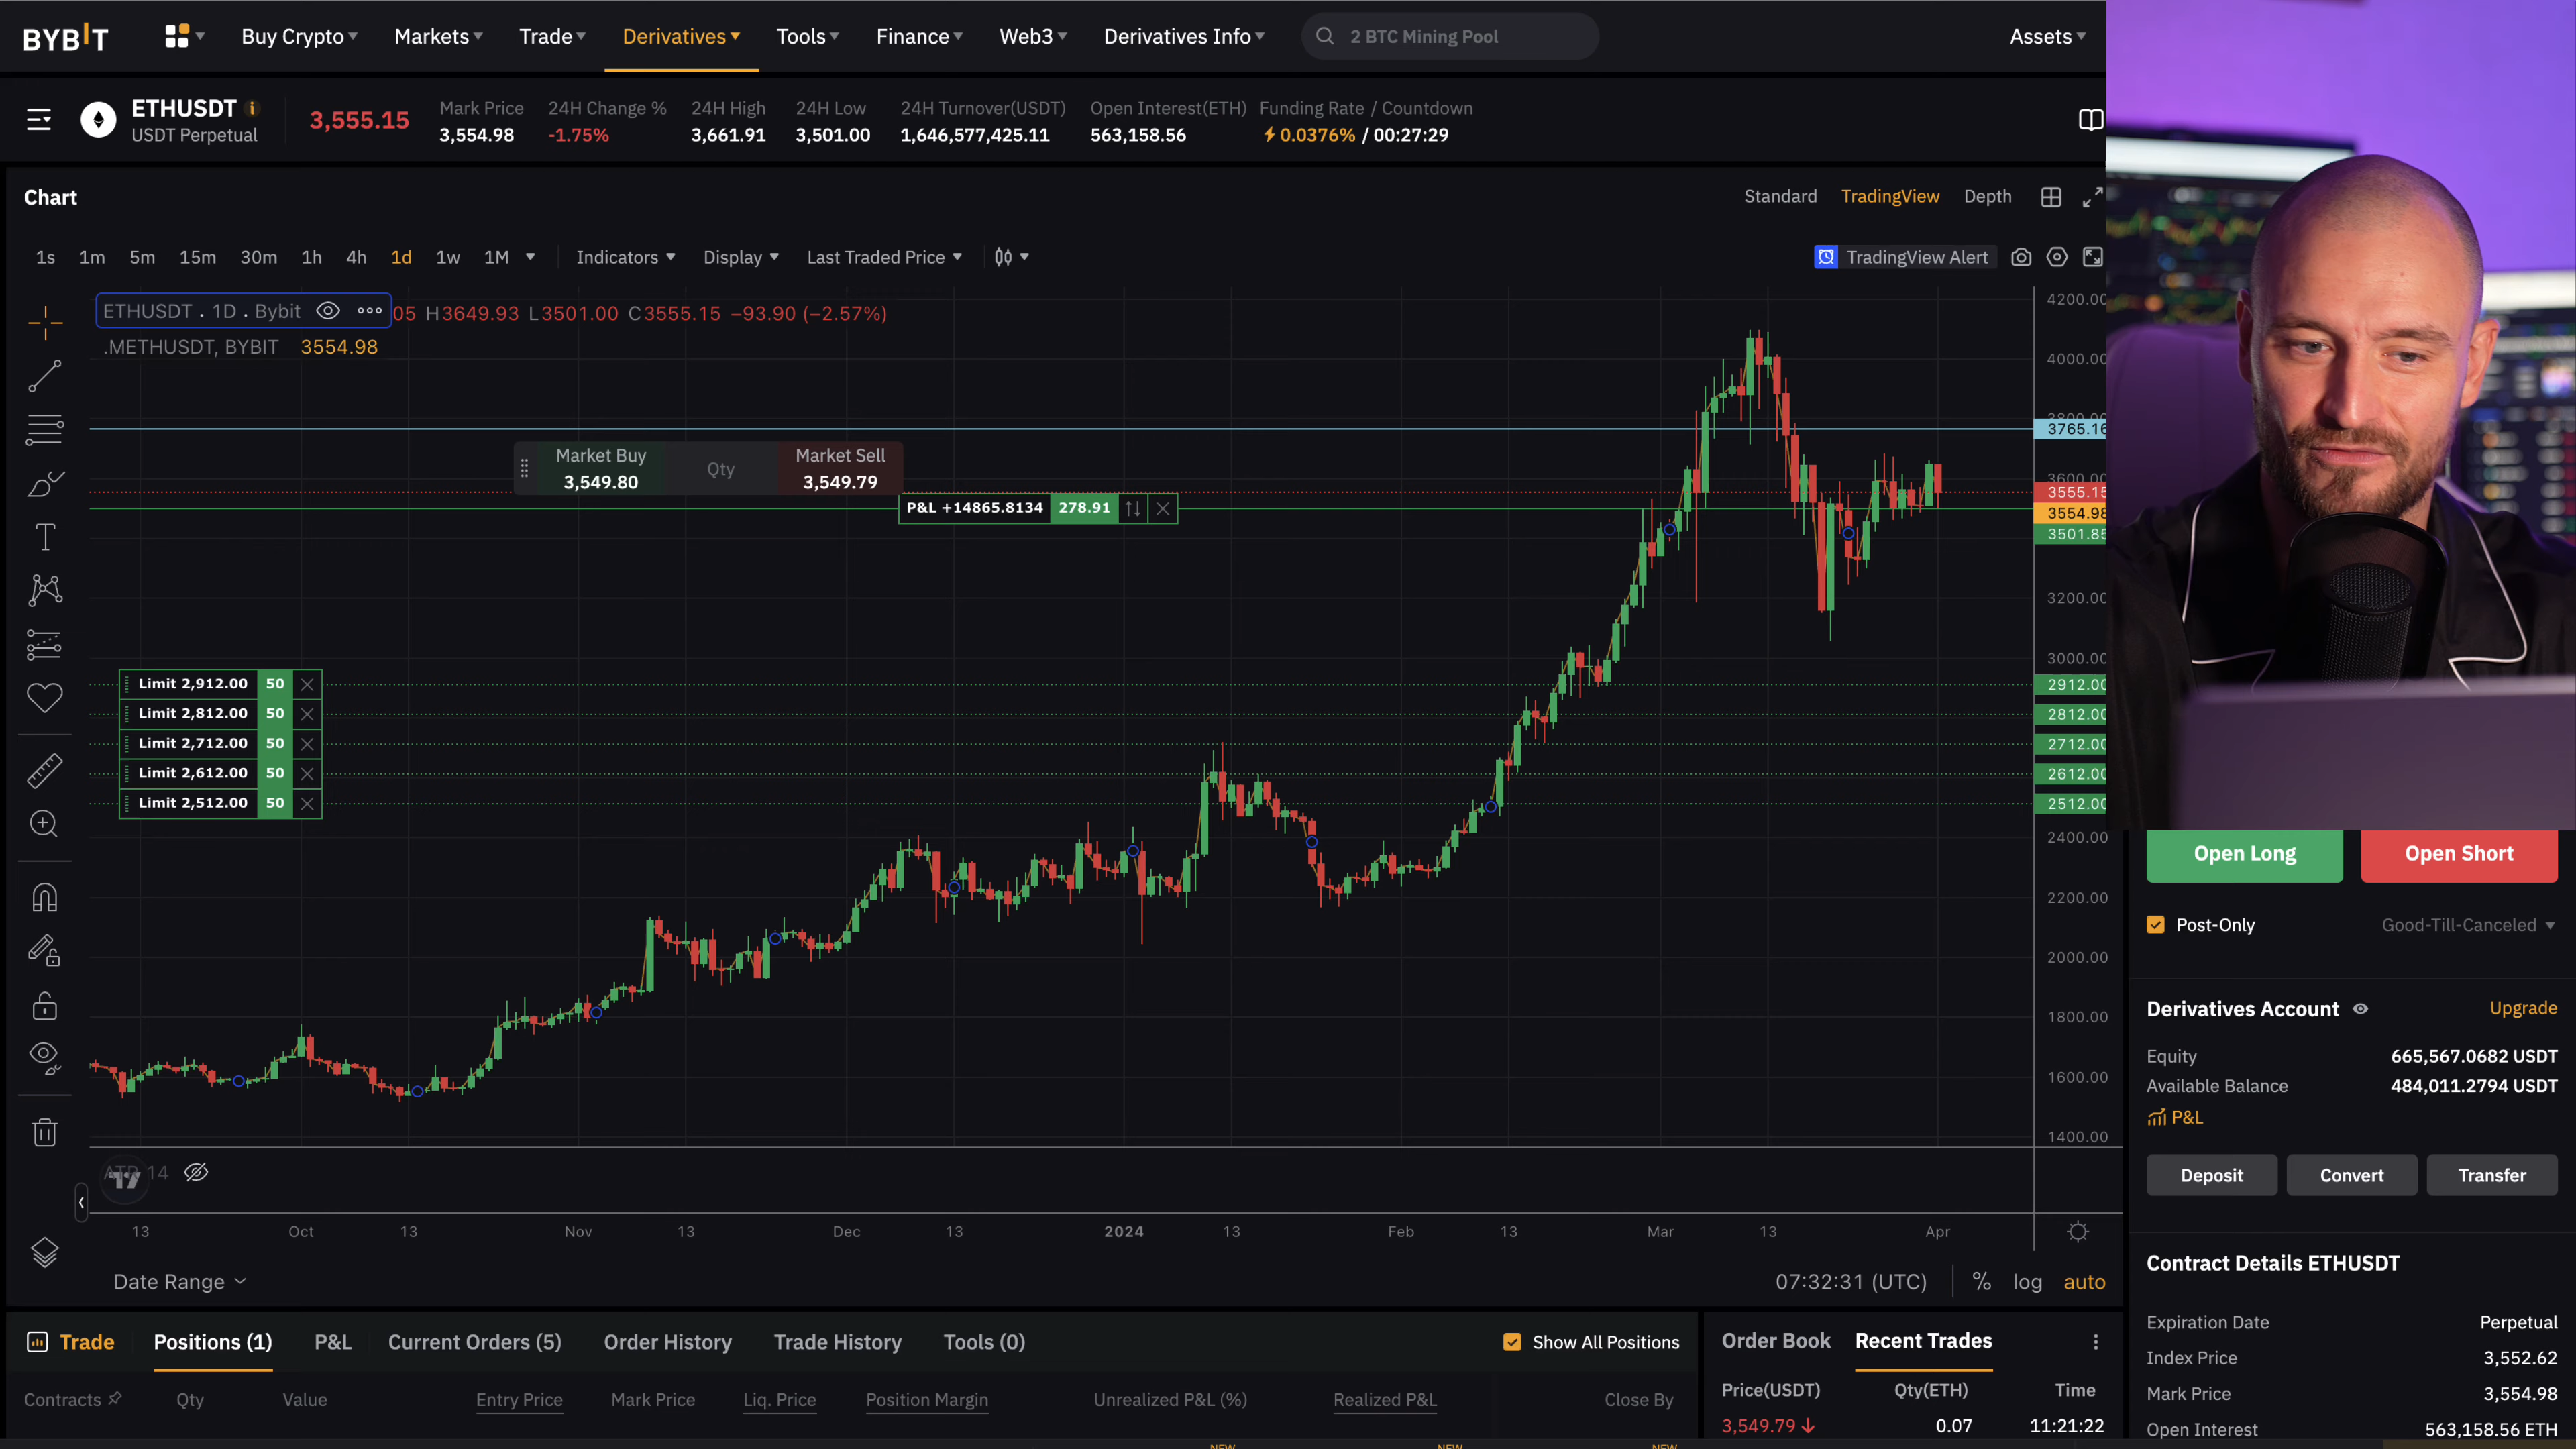 BYBIT
Buy Crypto
Markets
Trade
Derivatives
Tools
Finance
Web3
Derivatives Info
2 BTC Mining Pool
Assets
ETHUSDT
USDT Perpetual
3,555.15
Mark Price
3,554.98
24H Change %
-1.75%
24H High
3,661.91
24H Low
3,501.00
24H Turnover(USDT)
1,646,577,425.11
Open Interest(ETH)
563,158.56
Funding Rate / Countdown
0.0376% / 00:27:29
Chart
Standard
TradingView
Depth
1s
1m
5m
15m
30m
1h
4h
1d
1w
1M
Indicators
Display
Last Traded Price
TradingView Alert
ETHUSDT . 1D . Bybit
05 H3649.93 L3501.00 C3555.15 −93.90 (−2.57%)
.METHUSDT, BYBIT 3554.98
Market Buy
3,549.80
Qty
Market Sell
3,549.79
P&L +14865.8134 278.91
Limit 2,912.00 50
Limit 2,812.00 50
Limit 2,712.00 50
Limit 2,612.00 50
Limit 2,512.00 50
4200.00
4000.00
3765.16
3555.15
3554.98
3501.85
3200.00
3000.00
2912.00
2812.00
2712.00
2612.00
2512.00
2400.00
2200.00
2000.00
1800.00
1600.00
1400.00
14
13
Oct
13
Nov
13
Dec
13
2024
13
Feb
13
Mar
13
Apr
Date Range
07:32:31 (UTC)
%
log
auto
Open Long
Open Short
Post-Only
Good-Till-Canceled
Derivatives Account
Upgrade
Equity
665,567.0682 USDT
Available Balance
484,011.2794 USDT
P&L
Deposit
Convert
Transfer
Contract Details ETHUSDT
Expiration Date
Perpetual
Index Price
3,552.62
Mark Price
3,554.98
Open Interest
563,158.56 ETH
Trade
Positions (1)
P&L
Current Orders (5)
Order History
Trade History
Tools (0)
Show All Positions
Contracts
Qty
Value
Entry Price
Mark Price
Liq. Price
Position Margin
Unrealized P&L (%)
Realized P&L
Close By
Order Book
Recent Trades
Price(USDT)
Qty(ETH)
Time
3,549.79
0.07
11:21:22
NEW
NEW
NEW